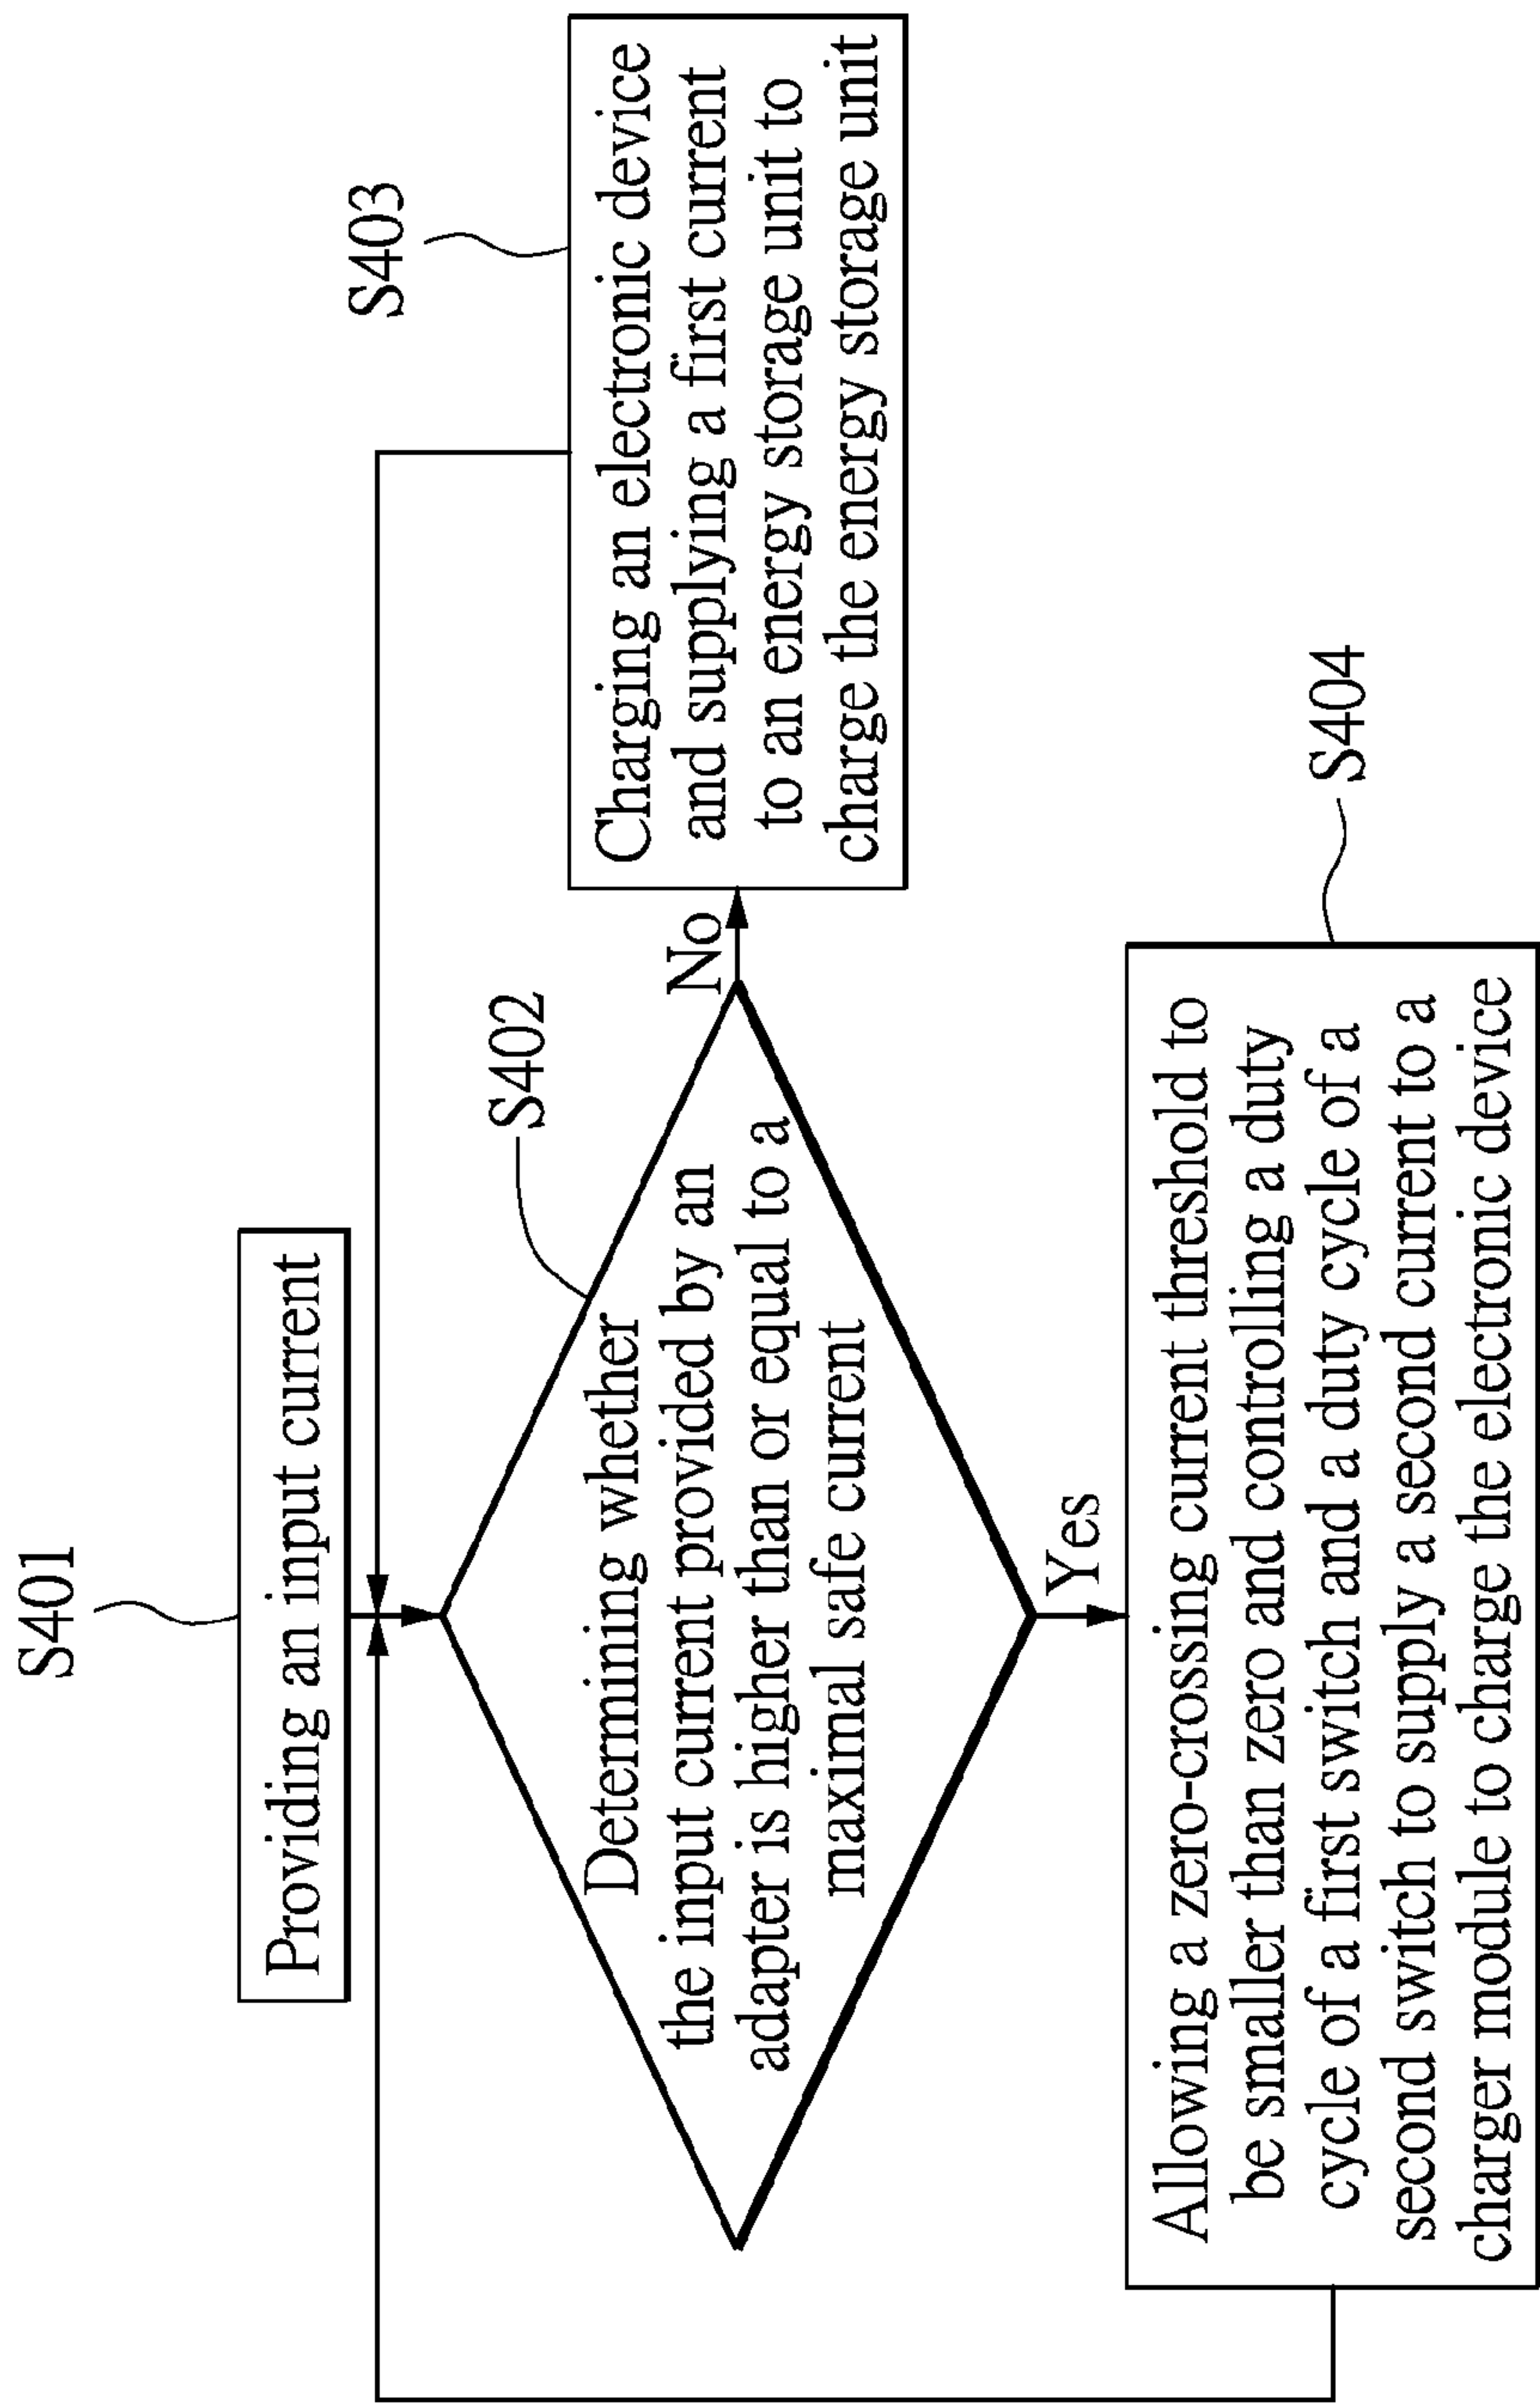 S401
Providing an input current
S402
Determining whether
the input current provided by an
adapter is higher than or equal to a
maximal safe current
No
S403
Charging an electronic device
and supplying a first current
to an energy storage unit to
charge the energy storage unit
Yes
S404
Allowing a zero-crossing current threshold to
be smaller than zero and controlling a duty
cycle of a first switch and a duty cycle of a
second switch to supply a second current to a
charger module to charge the electronic device